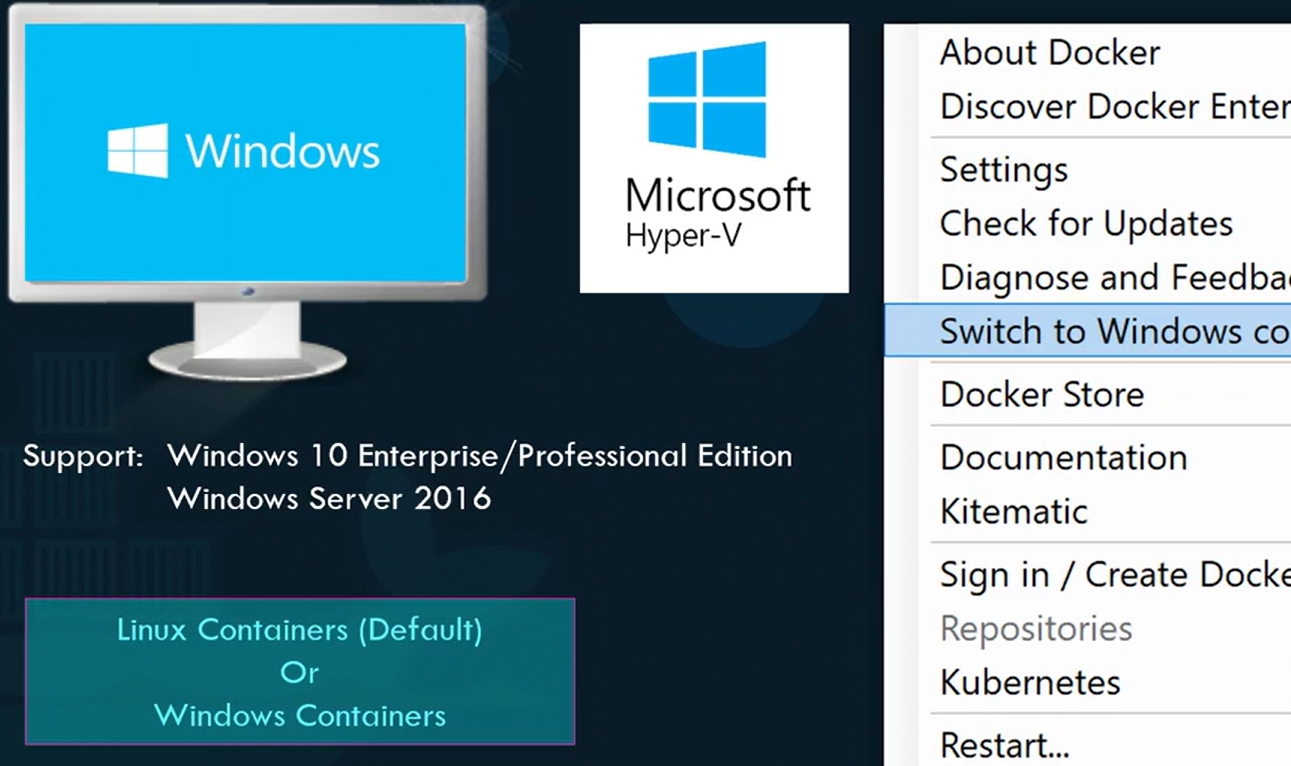 Windows
Microsoft
Hyper-V
Support: Windows 10 Enterprise/Professional Edition
Windows Server 2016
Linux Containers (Default)
Or
Windows Containers
About Docker
Discover Docker Enter
Settings
Check for Updates
Diagnose and Feedba
Switch to Windows co
Docker Store
Documentation
Kitematic
Sign in / Create Docke
Repositories
Kubernetes
Restart...